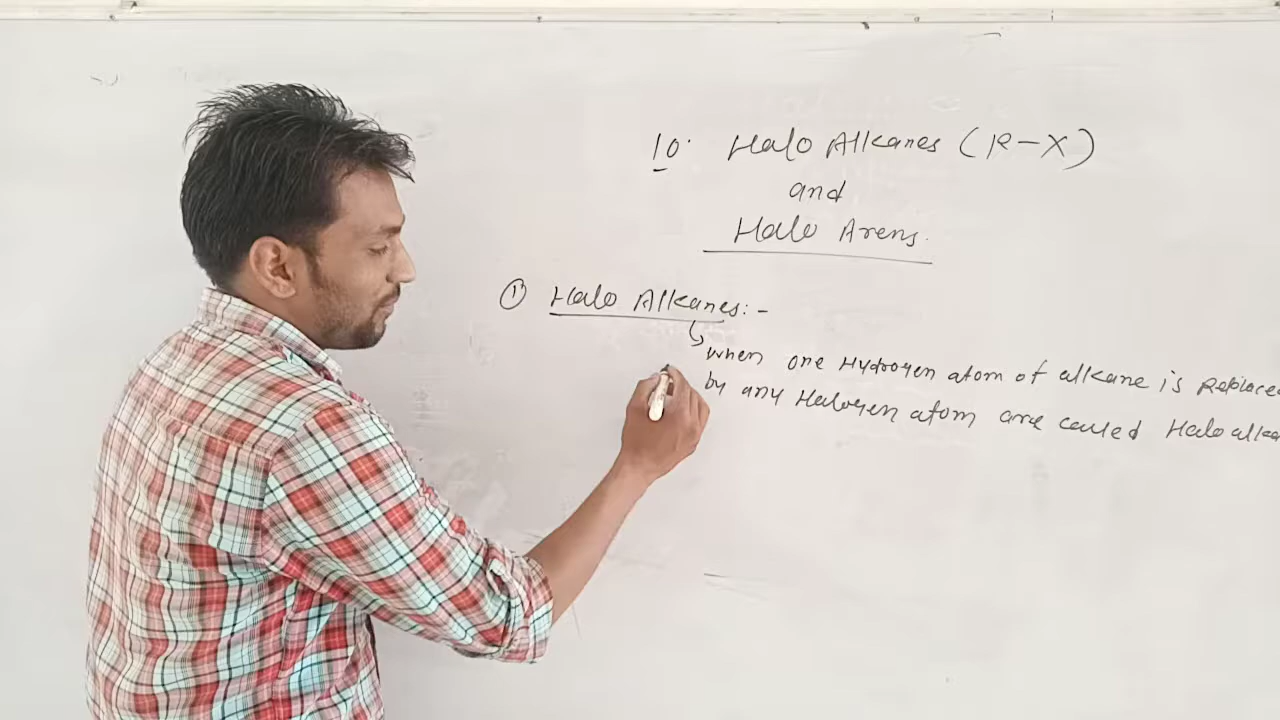 10. Halo Alkanes (R-X)
and
Halo Arens.
① Halo Alkanes:-
when one Hydrogen atom of alkane is Replace
by any Halogen atom are called Halo alka